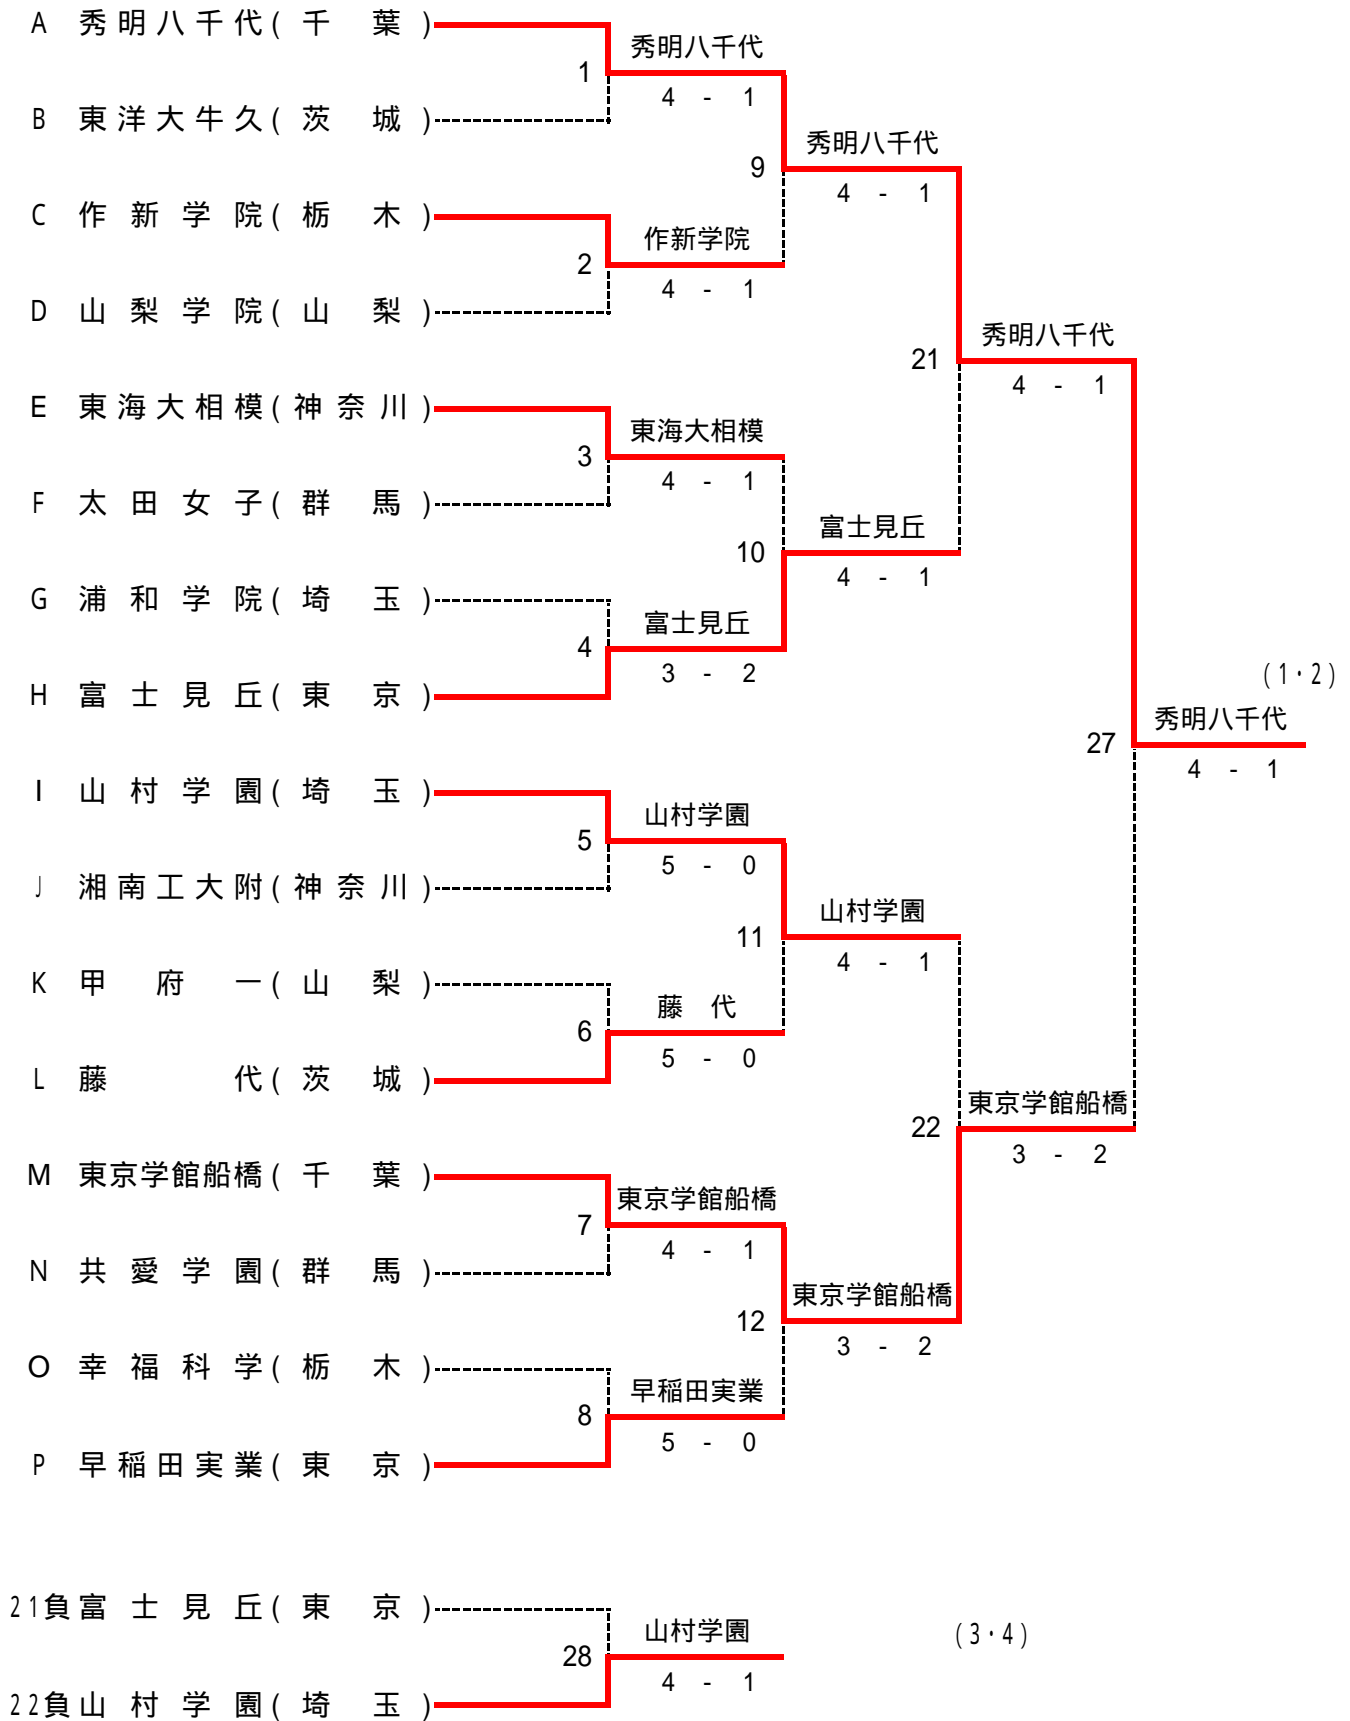 A 秀明八千代(千 葉)
秀明八千代
1
4 - 1
B 東洋大牛久(茨 城)
秀明八千代
9
4 - 1
C 作新学院(栃 木)
作新学院
2
4 - 1
D 山梨学院(山 梨)
秀明八千代
21
4 - 1
E 東海大相模(神奈川)
東海大相模
3
4 - 1
F 太田女子(群 馬)
富士見丘
10
4 - 1
G 浦和学院(埼 玉)
富士見丘
4
3 - 2
H 富士見丘(東 京)
(1・2)
秀明八千代
27
4 - 1
I 山村学園(埼 玉)
山村学園
5
5 - 0
J 湘南工大附(神奈川)
山村学園
11
4 - 1
K 甲府一(山 梨)
藤 代
6
5 - 0
L 藤 代(茨 城)
東京学館船橋
22
3 - 2
M 東京学館船橋(千 葉)
東京学館船橋
7
4 - 1
N 共愛学園(群 馬)
東京学館船橋
12
3 - 2
O 幸福科学(栃 木)
早稲田実業
8
5 - 0
P 早稲田実業(東 京)
21負富士見丘(東 京)
山村学園
(3・4)
28
4 - 1
22負山村学園(埼 玉)